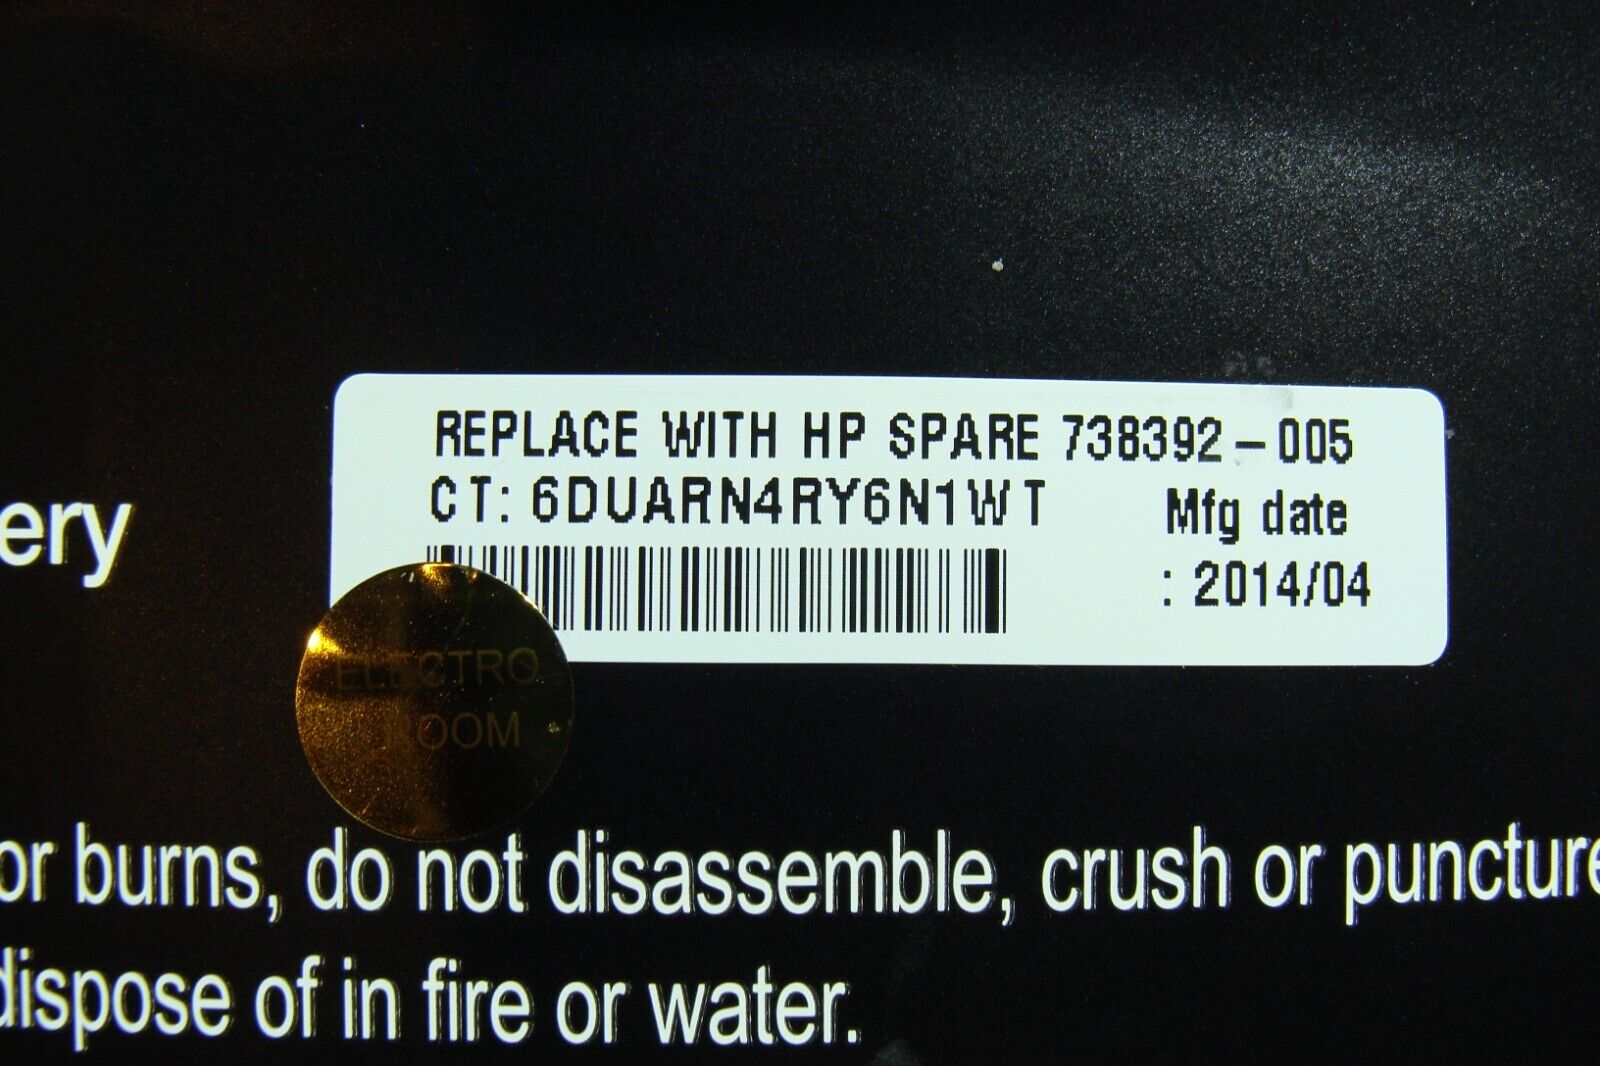 REPLACE WITH HP SPARE 738392-005
CT: 6DUARN4RY6N1WT
Mfg date
: 2014/04
ery
ELECTRO
ROOM
or burns, do not disassemble, crush or puncture
dispose of in fire or water.